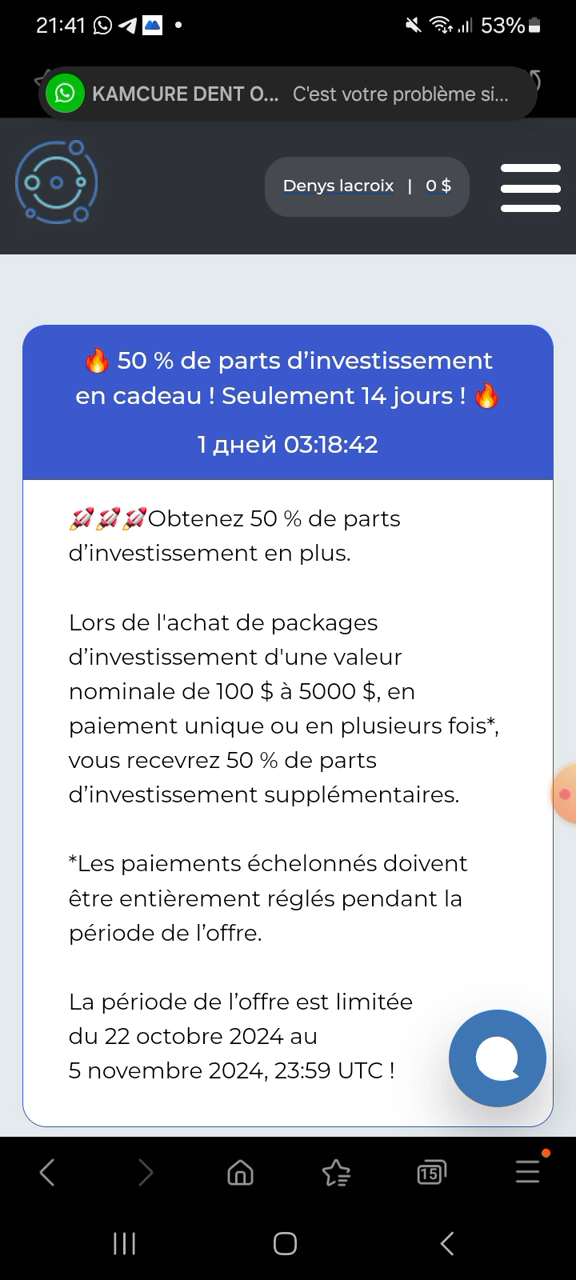 21:41 53%
KAMCURE DENT O... C'est votre problème si...
Denys lacroix | 0 $
🔥 50 % de parts d’investissement
en cadeau ! Seulement 14 jours ! 🔥
1 дней 03:18:42
🚀🚀🚀Obtenez 50 % de parts
d’investissement en plus.
Lors de l'achat de packages
d’investissement d'une valeur
nominale de 100 $ à 5000 $, en
paiement unique ou en plusieurs fois*,
vous recevrez 50 % de parts
d’investissement supplémentaires.
*Les paiements échelonnés doivent
être entièrement réglés pendant la
période de l’offre.
La période de l’offre est limitée
du 22 octobre 2024 au
5 novembre 2024, 23:59 UTC !
15